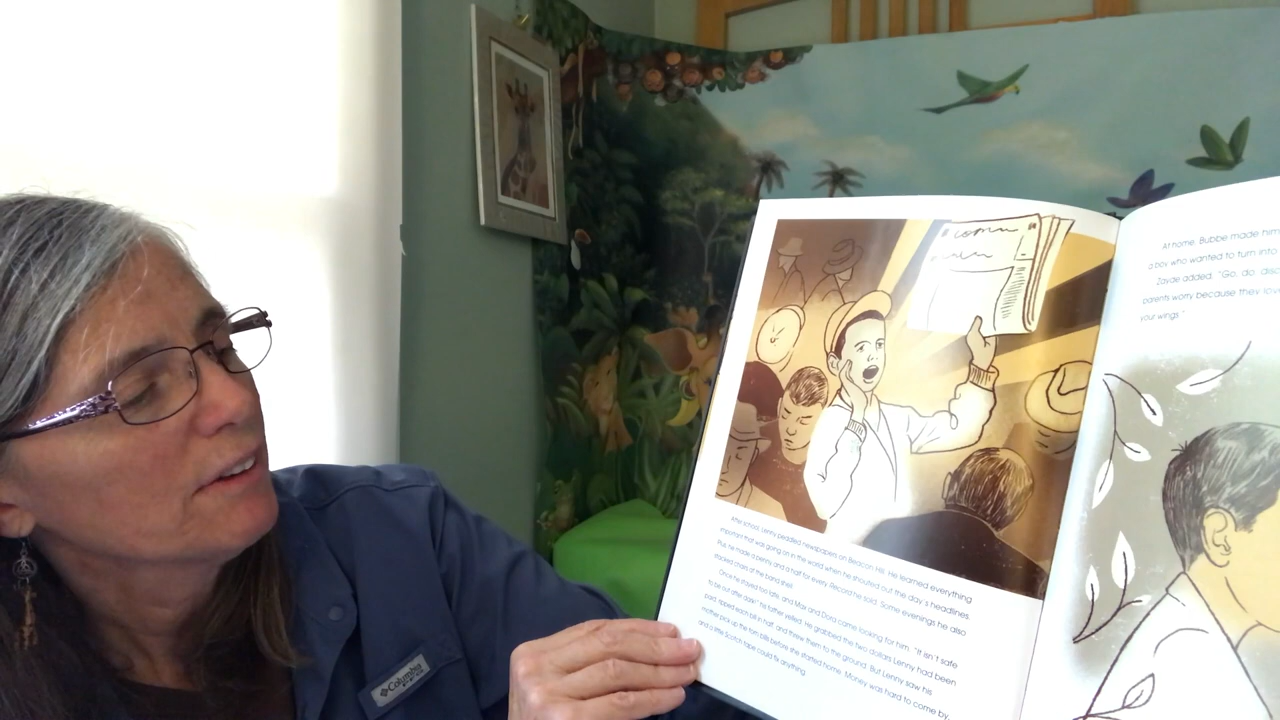 After school, Lenny peddled newspapers on Beacon Hill. He learned everything
important that was going on in the world when he shouted out the day's headlines.
Plus, he made a penny and a half for every Record he sold. Some evenings he also
stacked chairs at the band shell.
Once he stayed too late, and Max and Dora came looking for him. "It isn't safe
to be out after dark!" his father yelled. He grabbed the two dollars Lenny had been
paid, ripped each bill in half, and threw them to the ground. But Lenny saw his
mother pick up the torn bills before she started home. Money was hard to come by,
and a little Scotch tape could fix anything.
At home, Bubbe made him
a boy who wanted to turn into
Zayde added, "Go, do,
parents worry because they
your wings."
Columbia